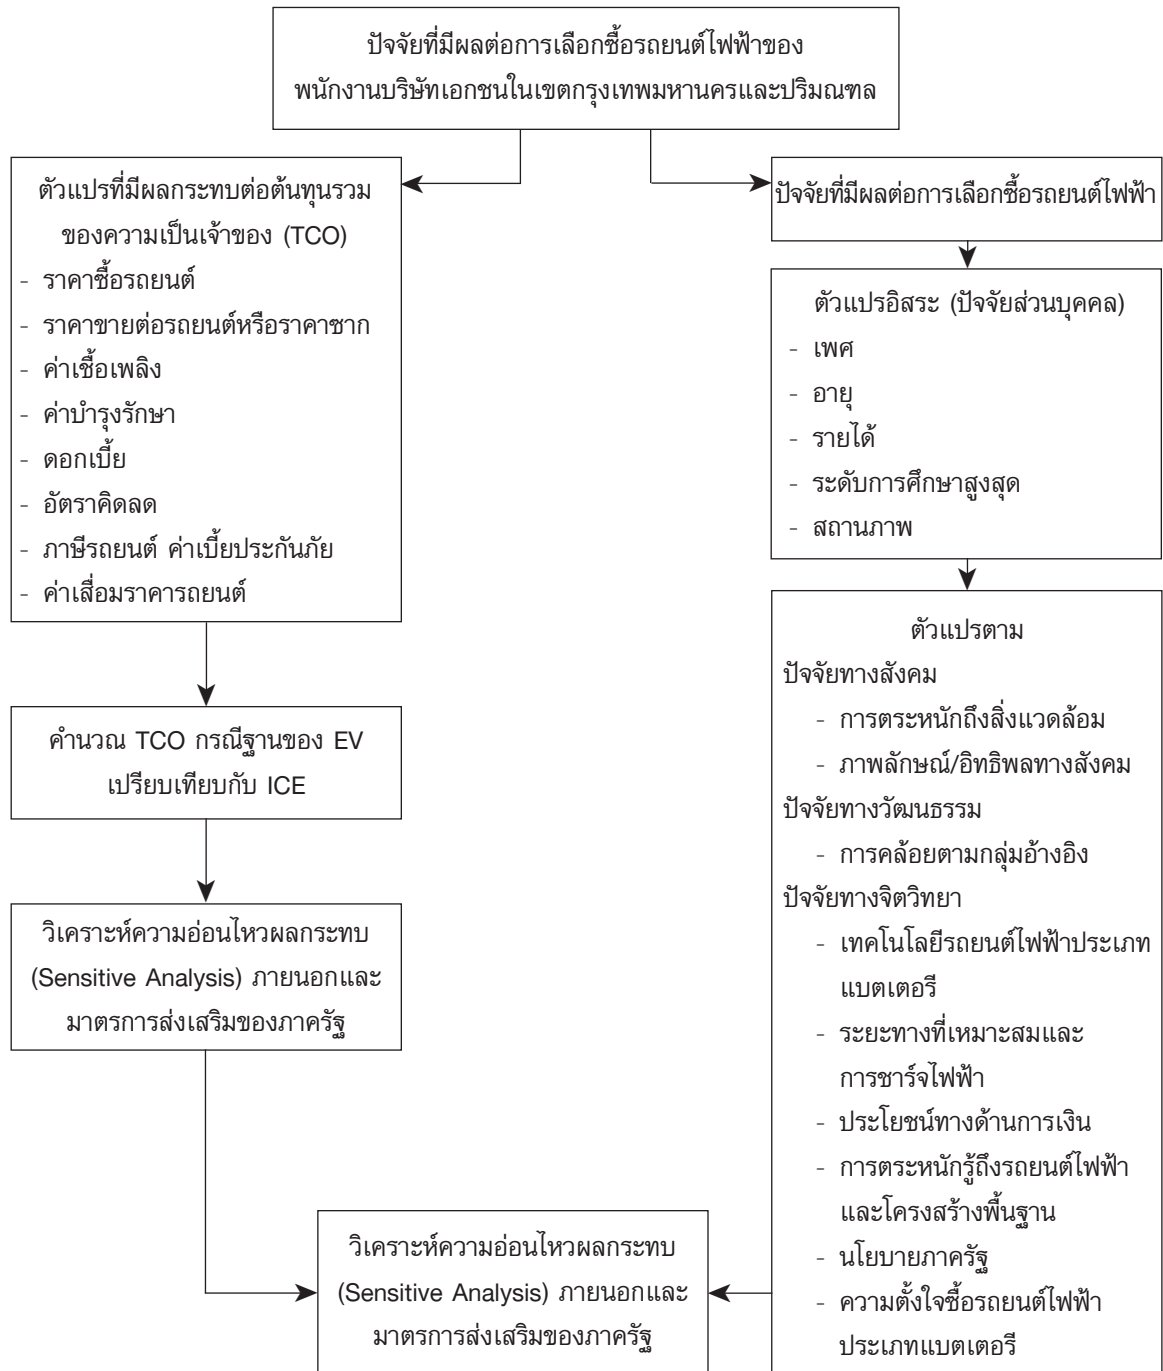 ปัจจัยที่มีผลต่อการเลือกซื้อรถยนต์ไฟฟ้าของ
พนักงานบริษัทเอกชนในเขตกรุงเทพมหานครและปริมณฑล
ตัวแปรที่มีผลกระทบต่อต้นทุนรวม
ของความเป็นเจ้าของ (TCO)
- ราคาซื้อรถยนต์
- ราคาขายต่อรถยนต์หรือราคาซาก
- ค่าเชื้อเพลิง
- ค่าบำรุงรักษา
- ดอกเบี้ย
- อัตราคิดลด
- ภาษีรถยนต์ ค่าเบี้ยประกันภัย
- ค่าเสื่อมราคารถยนต์
คำนวณ TCO กรณีฐานของ EV
เปรียบเทียบกับ ICE
วิเคราะห์ความอ่อนไหวผลกระทบ
(Sensitive Analysis) ภายนอกและ
มาตรการส่งเสริมของภาครัฐ
ปัจจัยที่มีผลต่อการเลือกซื้อรถยนต์ไฟฟ้า
ตัวแปรอิสระ (ปัจจัยส่วนบุคคล)
- เพศ
- อายุ
- รายได้
- ระดับการศึกษาสูงสุด
- สถานภาพ
ตัวแปรตาม
ปัจจัยทางสังคม
- การตระหนักถึงสิ่งแวดล้อม
- ภาพลักษณ์/อิทธิพลทางสังคม
ปัจจัยทางวัฒนธรรม
- การคล้อยตามกลุ่มอ้างอิง
ปัจจัยทางจิตวิทยา
- เทคโนโลยีรถยนต์ไฟฟ้าประเภท
แบตเตอรี
- ระยะทางที่เหมาะสมและ
การชาร์จไฟฟ้า
- ประโยชน์ทางด้านการเงิน
- การตระหนักรู้ถึงรถยนต์ไฟฟ้า
และโครงสร้างพื้นฐาน
- นโยบายภาครัฐ
- ความตั้งใจซื้อรถยนต์ไฟฟ้า
ประเภทแบตเตอรี
วิเคราะห์ความอ่อนไหวผลกระทบ
(Sensitive Analysis) ภายนอกและ
มาตรการส่งเสริมของภาครัฐ